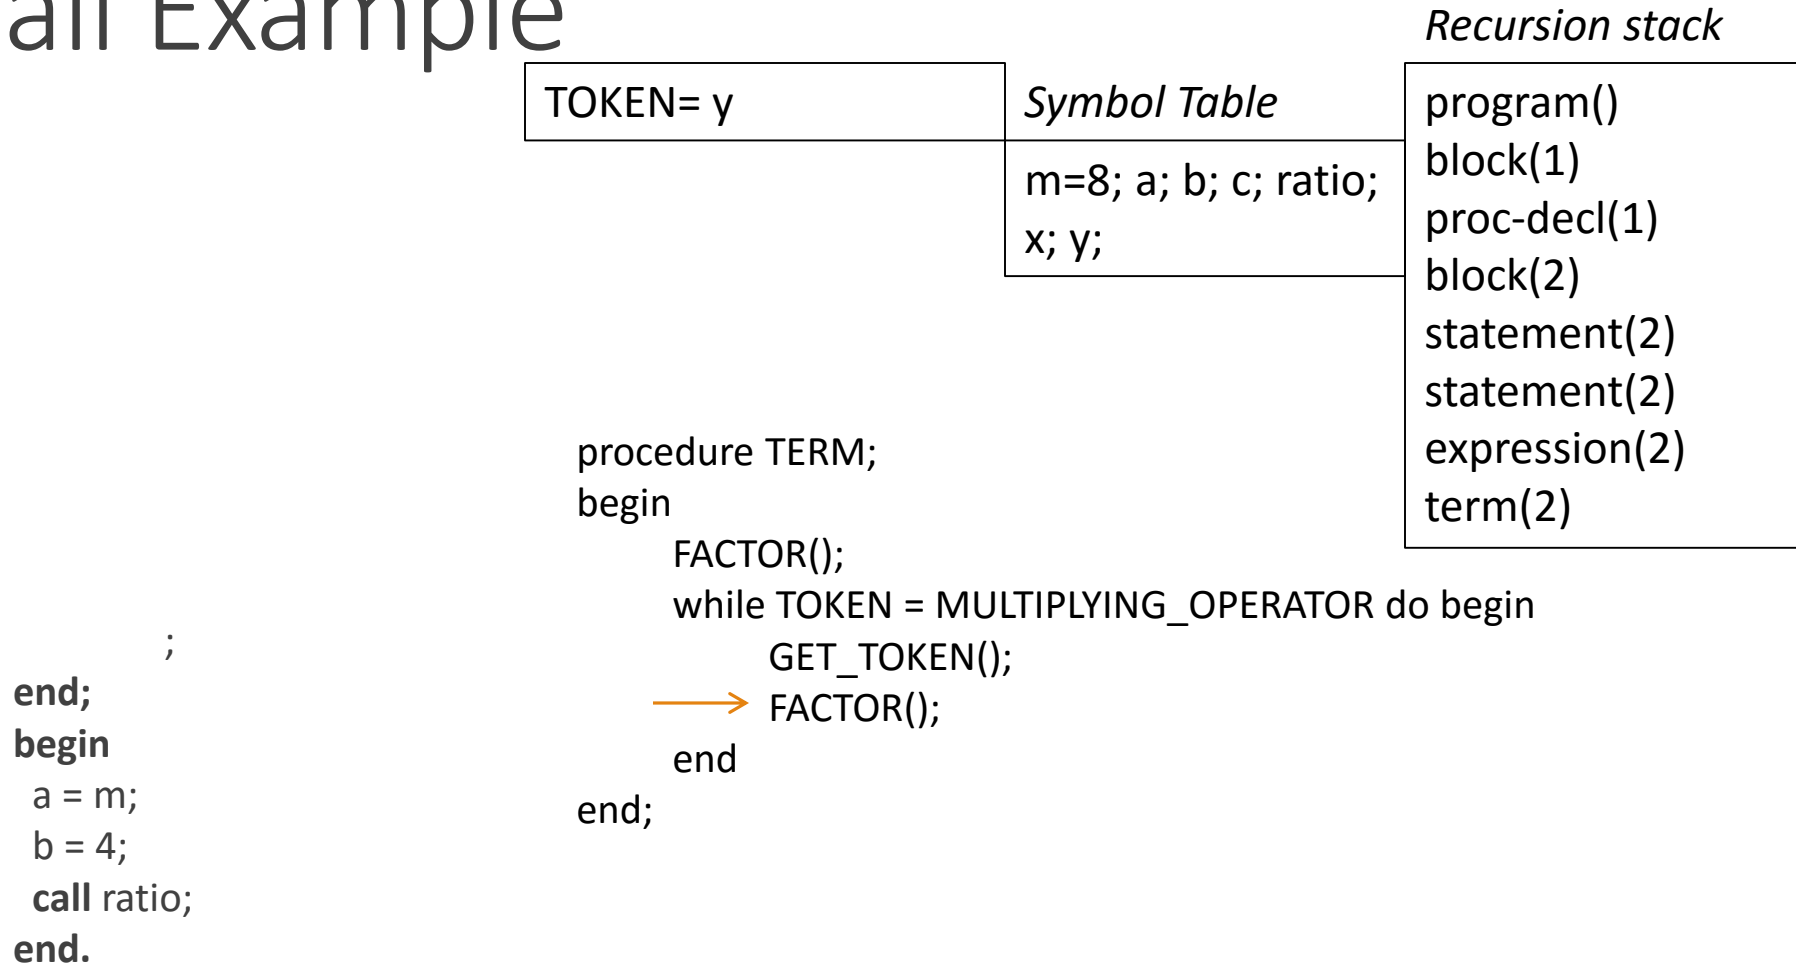 all Example
Recursion stack
TOKEN= y
Symbol Table
m=8; a; b; c; ratio;
x; y;
program()
block(1)
proc-decl(1)
block(2)
statement(2)
statement(2)
expression(2)
term(2)
procedure TERM;
begin
FACTOR();
while TOKEN = MULTIPLYING_OPERATOR do begin
GET_TOKEN();
FACTOR();
end
end;
;
end;
begin
a = m;
b = 4;
call ratio;
end.